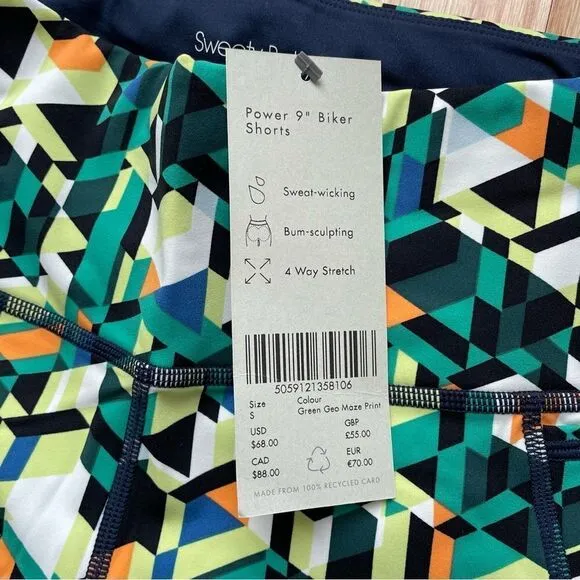 Sweaty
Power 9" Biker
Shorts
Sweat-wicking
Bum-sculpting
4 Way Stretch
5059121358106
Size Colour
S Green Geo Maze Print
USD GBP
$68.00 £55.00
CAD EUR
$88.00 €70.00
MADE FROM 100% RECYCLED CARD